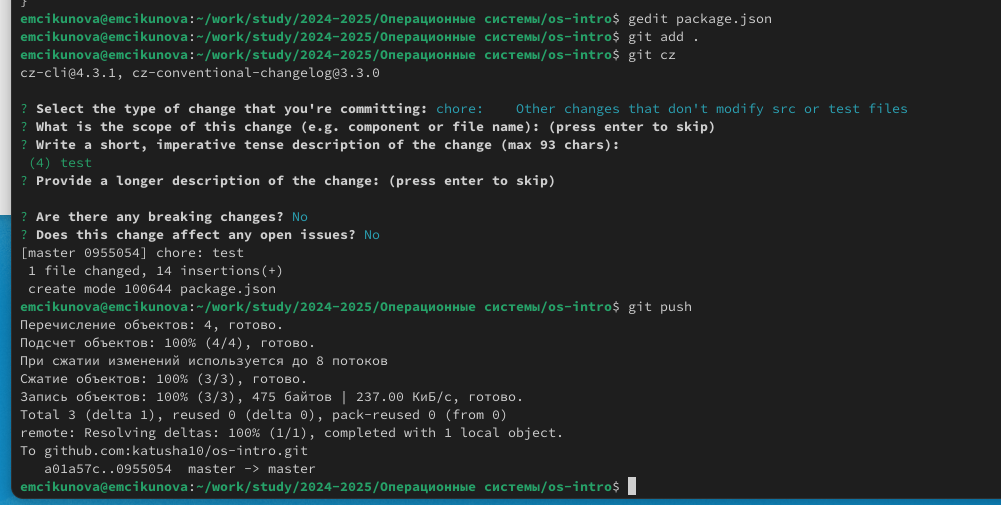 }
emcikunova@emcikunova:~/work/study/2024-2025/Операционные системы/os-intro$ gedit package.json
emcikunova@emcikunova:~/work/study/2024-2025/Операционные системы/os-intro$ git add .
emcikunova@emcikunova:~/work/study/2024-2025/Операционные системы/os-intro$ git cz
cz-cli@4.3.1, cz-conventional-changelog@3.3.0
? Select the type of change that you're committing: chore:    Other changes that don't modify src or test files
? What is the scope of this change (e.g. component or file name): (press enter to skip)
? Write a short, imperative tense description of the change (max 93 chars):
 (4) test
? Provide a longer description of the change: (press enter to skip)
? Are there any breaking changes? No
? Does this change affect any open issues? No
[master 0955054] chore: test
 1 file changed, 14 insertions(+)
 create mode 100644 package.json
emcikunova@emcikunova:~/work/study/2024-2025/Операционные системы/os-intro$ git push
Перечисление объектов: 4, готово.
Подсчет объектов: 100% (4/4), готово.
При сжатии изменений используется до 8 потоков
Сжатие объектов: 100% (3/3), готово.
Запись объектов: 100% (3/3), 475 байтов | 237.00 КиБ/с, готово.
Total 3 (delta 1), reused 0 (delta 0), pack-reused 0 (from 0)
remote: Resolving deltas: 100% (1/1), completed with 1 local object.
To github.com:katusha10/os-intro.git
   a01a57c..0955054  master -> master
emcikunova@emcikunova:~/work/study/2024-2025/Операционные системы/os-intro$